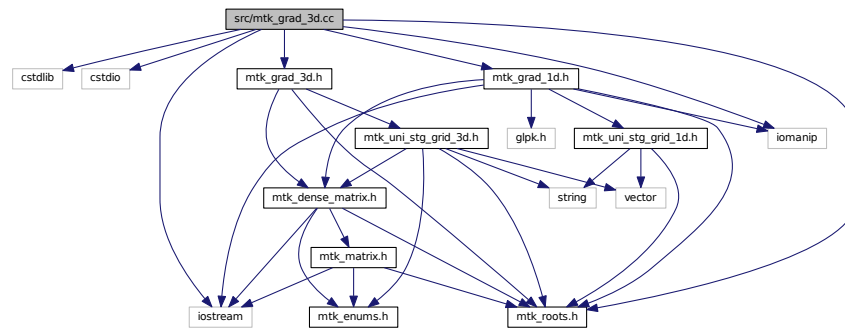 src/mtk_grad_3d.cc
cstdlib
cstdio
mtk_grad_3d.h
mtk_grad_1d.h
mtk_uni_stg_grid_3d.h
glpk.h
mtk_uni_stg_grid_1d.h
iomanip
mtk_dense_matrix.h
string
vector
mtk_matrix.h
iostream
mtk_enums.h
mtk_roots.h